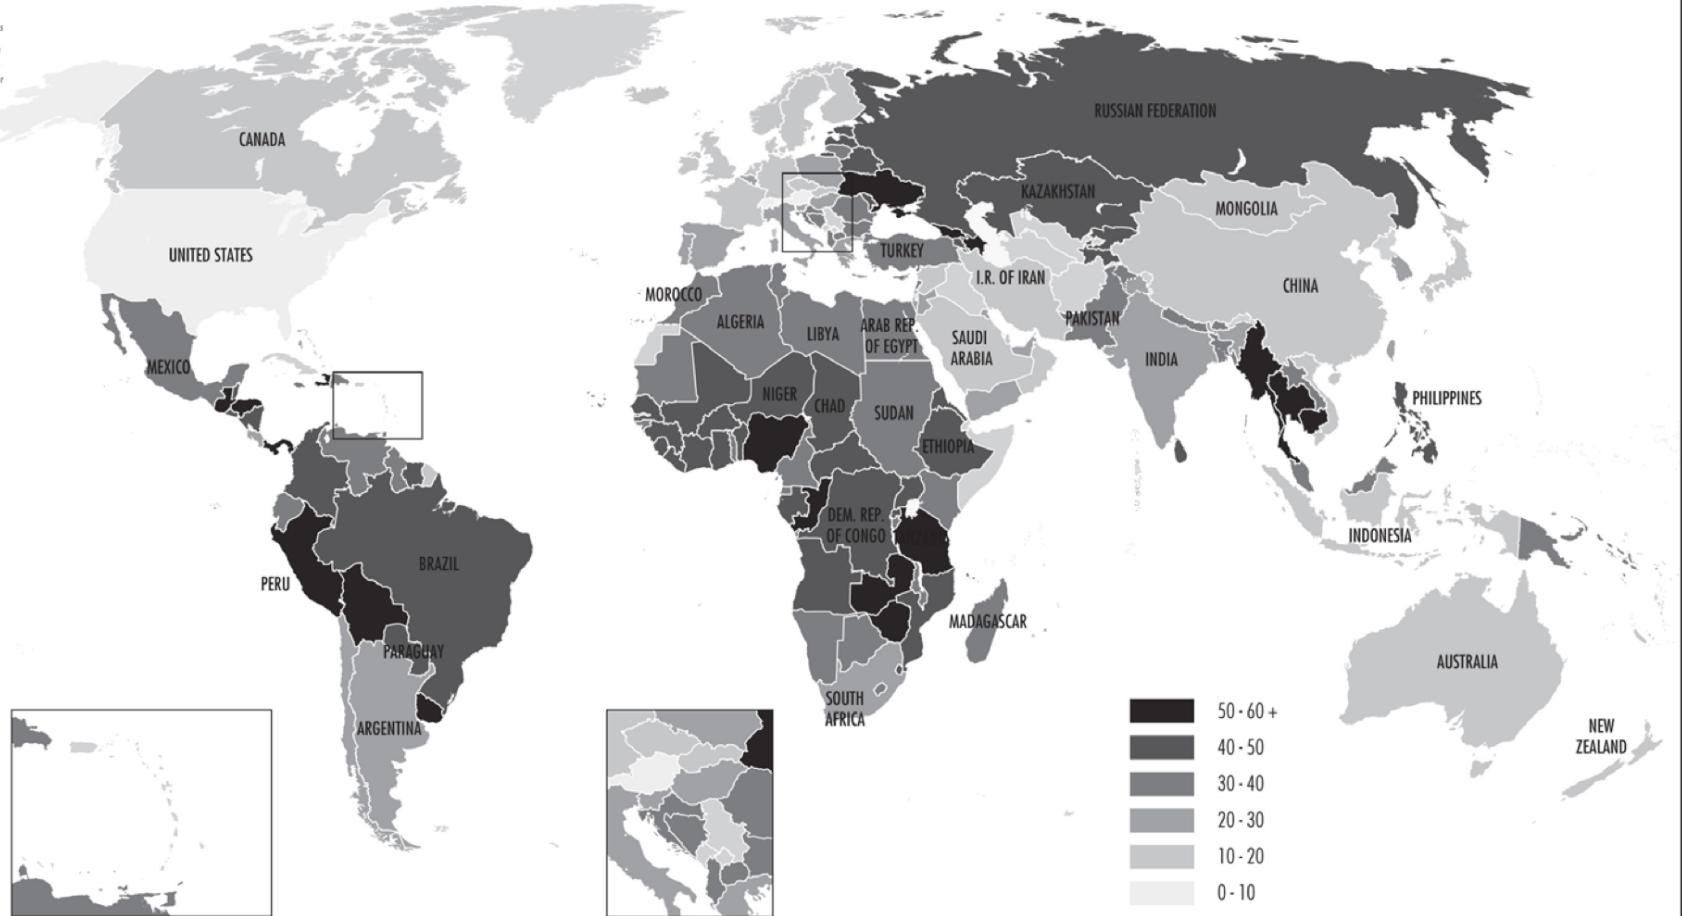 CANADA
UNITED STATES
MEXICO
PERU
BRAZIL
PARAGUAY
ARGENTINA
RUSSIAN FEDERATION
KAZAKHSTAN
MONGOLIA
CHINA
TURKEY
I.R. OF IRAN
PAKISTAN
INDIA
SAUDI
ARABIA
MOROCCO
ALGERIA
LIBYA
ARAB REP.
OF EGYPT
NIGER
CHAD
SUDAN
ETHIOPIA
DEM. REP.
OF CONGO
MADAGASCAR
SOUTH
AFRICA
PHILIPPINES
INDONESIA
AUSTRALIA
NEW
ZEALAND
50 - 60 +
40 - 50
30 - 40
20 - 30
10 - 20
0 - 10